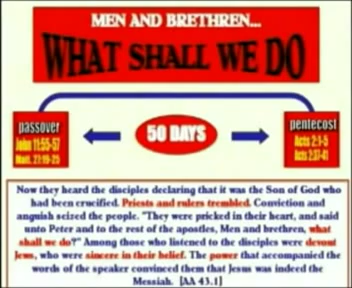 MEN AND BRETHREN...
WHAT SHALL WE DO
passover
John 11:55-57
Matt. 27:19-25
50 DAYS
pentecost
Acts 2:1-5
Acts 2:37-41
Now they heard the disciples declaring that it was the Son of God who
had been crucified. Priests and rulers trembled. Conviction and
anguish seized the people. "They were pricked in their heart, and said
unto Peter and to the rest of the apostles, Men and brethren, what
shall we do?" Among those who listened to the disciples were devout
Jews, who were sincere in their belief. The power that accompanied the
words of the speaker convinced them that Jesus was indeed the
Messiah. [AA 43.1]